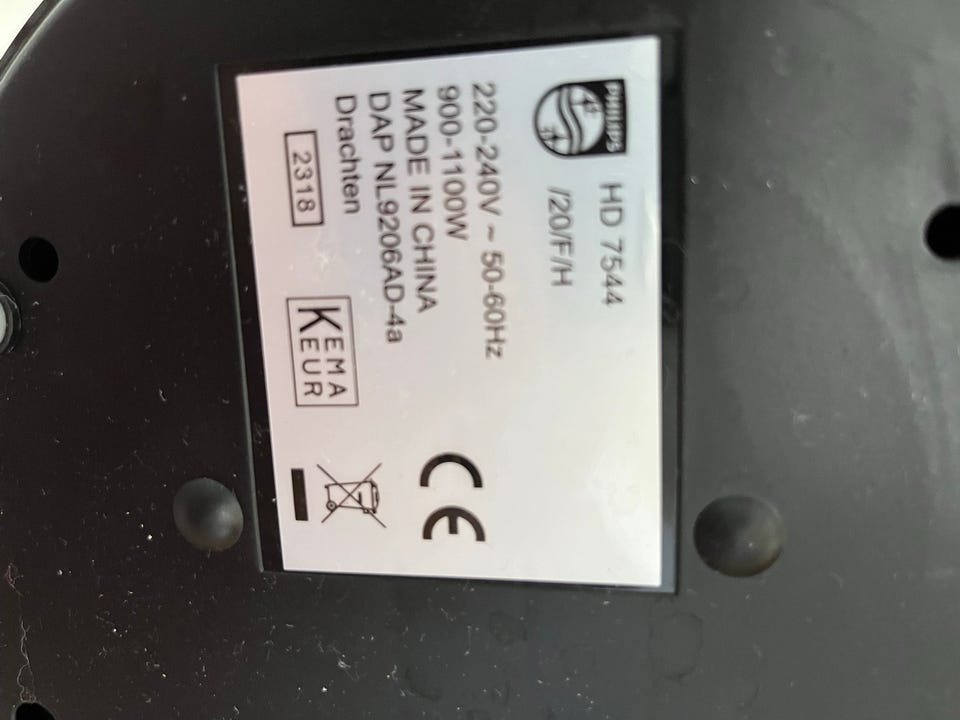 PHILIPS
HD 7544
/20/F/H
220-240V ~ 50-60Hz
900-1100W
MADE IN CHINA
DAP NL9206AD-4a
Drachten
2318
KEMA
KEUR
CE